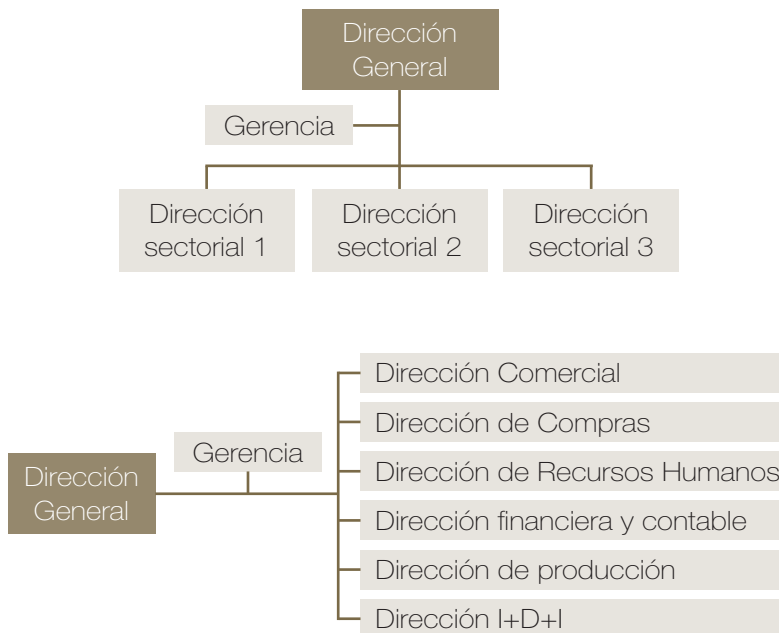 Dirección
General
Gerencia
Dirección
sectorial 1
Dirección
sectorial 2
Dirección
sectorial 3
Dirección Comercial
Dirección de Compras
Gerencia
Dirección
General
Dirección de Recursos Humanos
Dirección financiera y contable
Dirección de producción
Dirección I+D+I